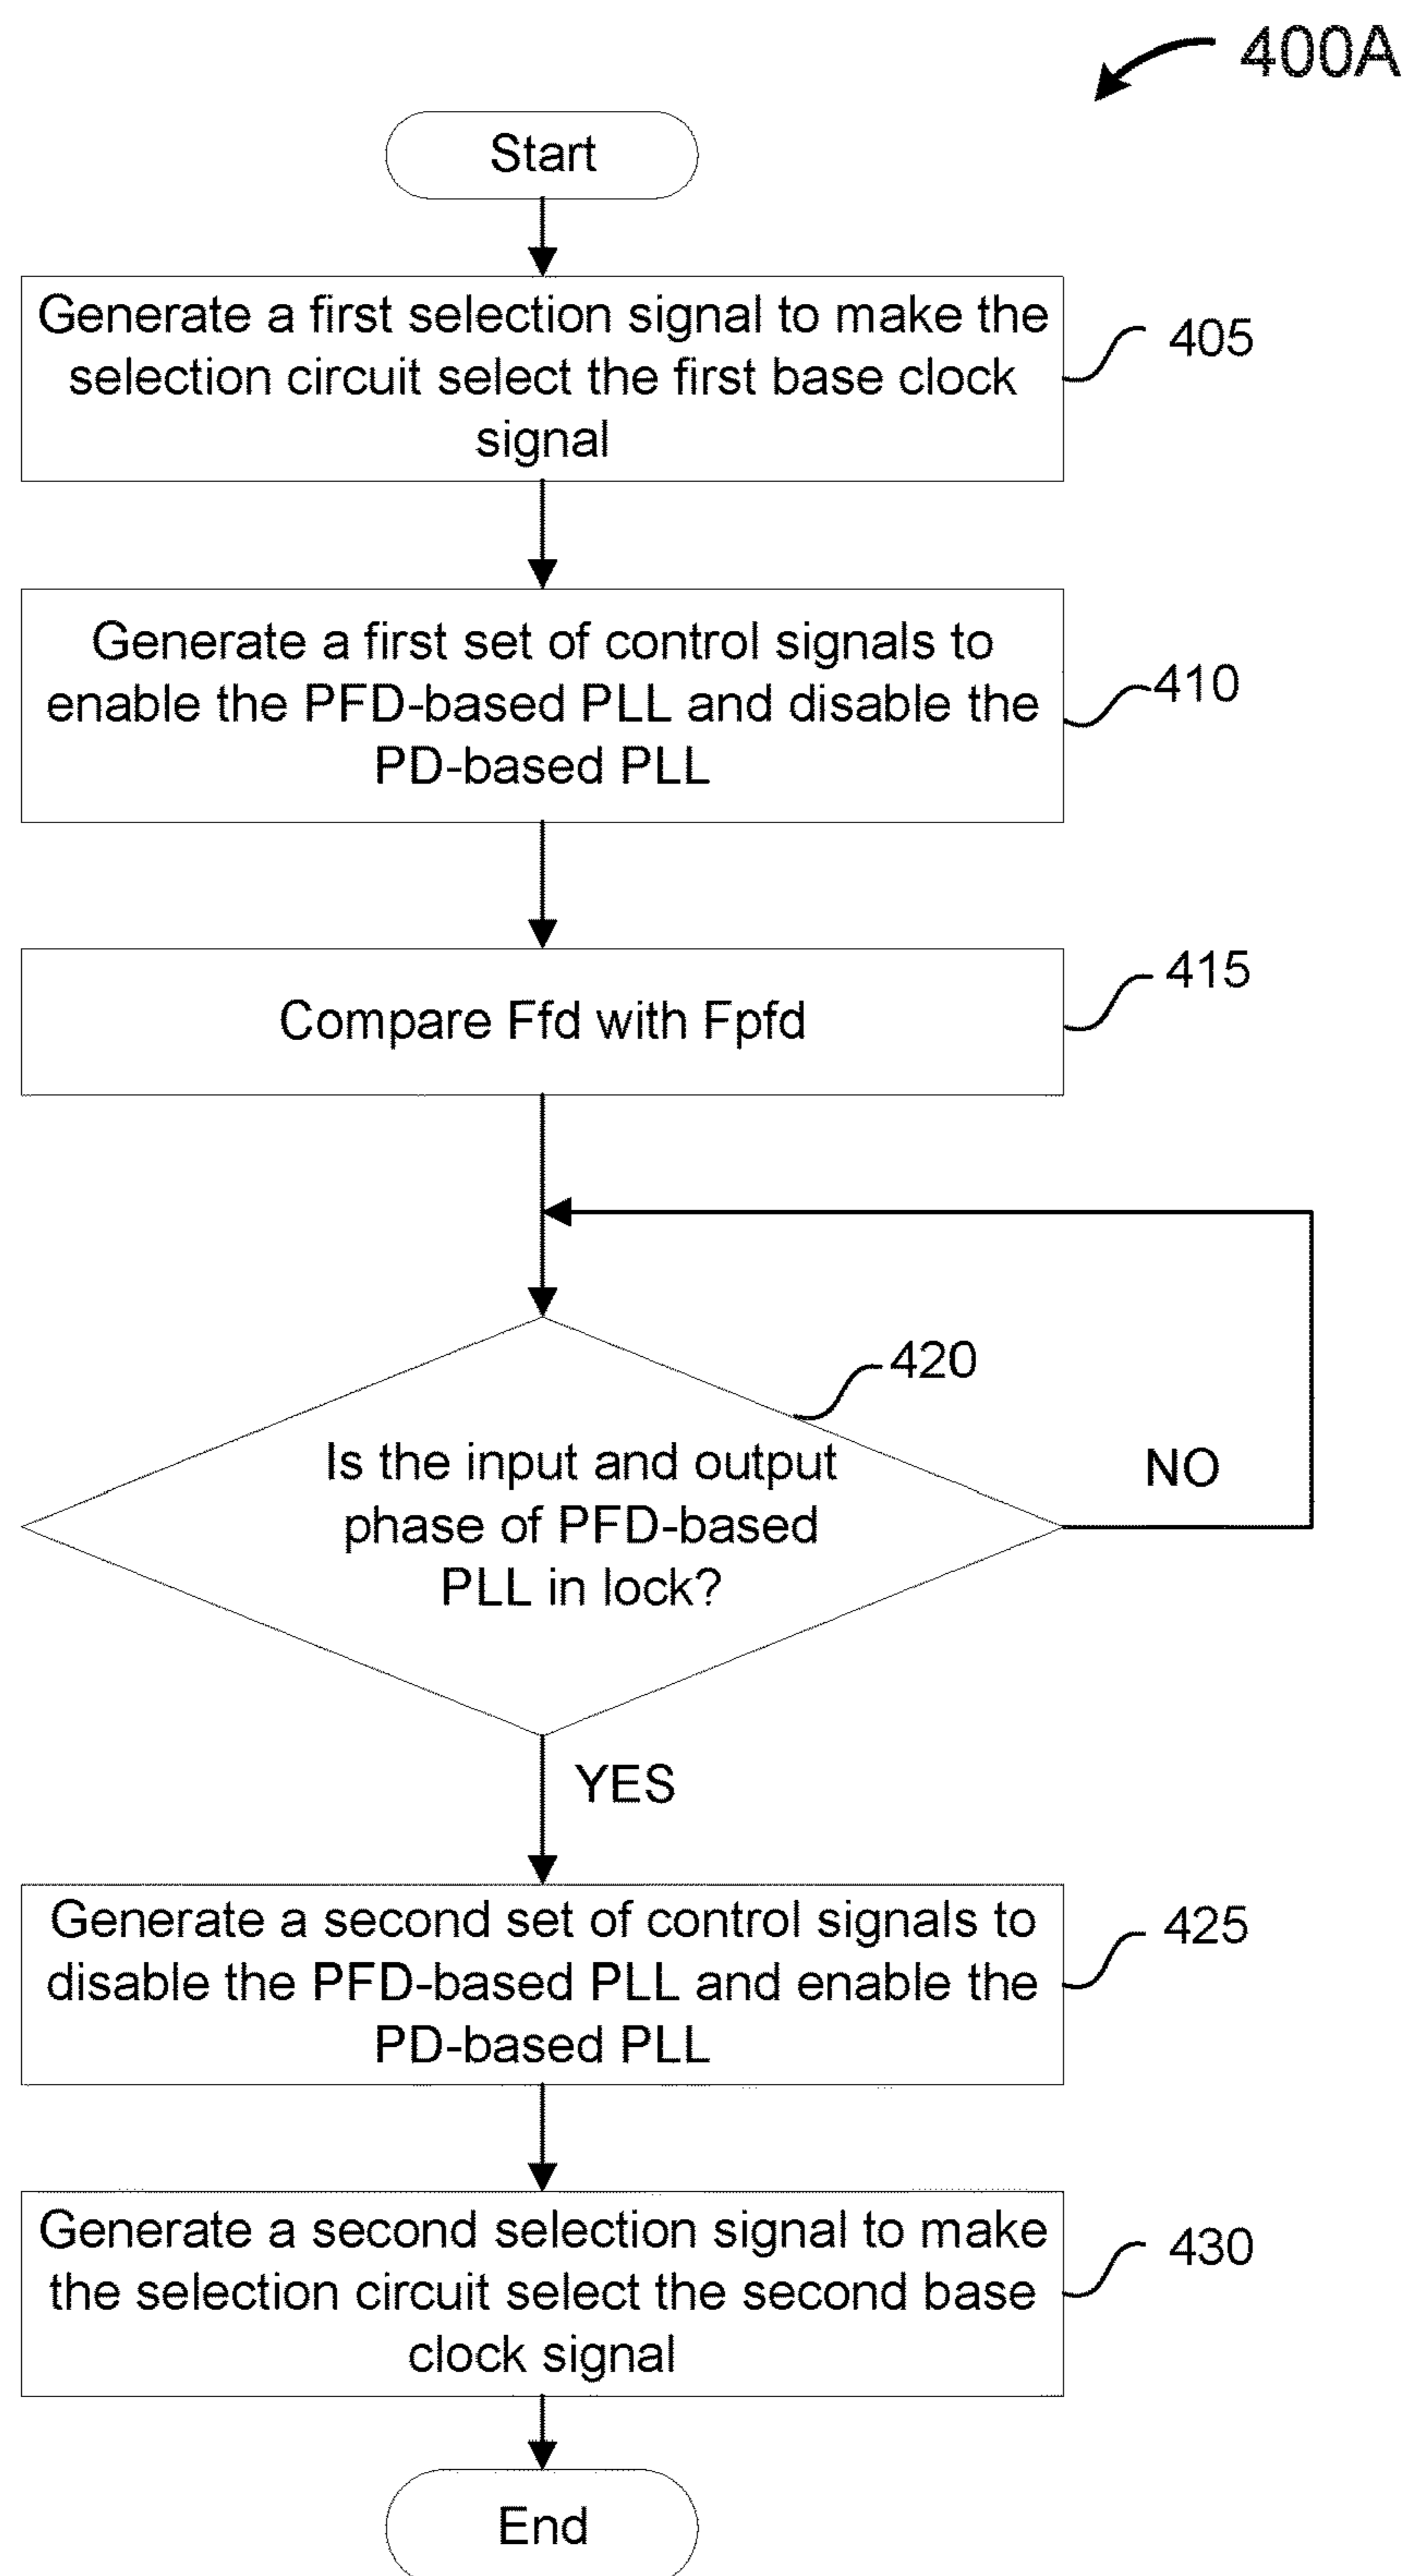 400A
Start
Generate a first selection signal to make the
selection circuit select the first base clock
signal
405
Generate a first set of control signals to
enable the PFD-based PLL and disable the
PD-based PLL
410
Compare Ffd with Fpfd
415
420
Is the input and output
phase of PFD-based
PLL in lock?
NO
YES
Generate a second set of control signals to
disable the PFD-based PLL and enable the
PD-based PLL
425
Generate a second selection signal to make
the selection circuit select the second base
clock signal
430
End